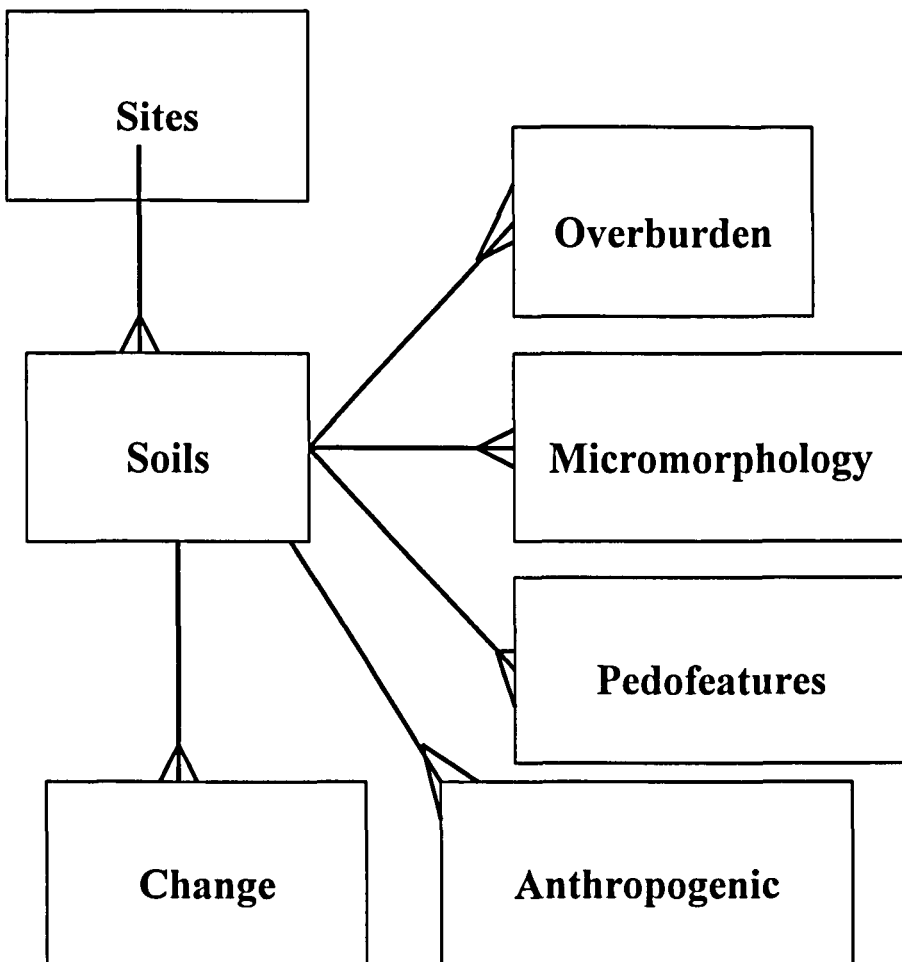 Sites
Overburden
Soils
Micromorphology
Pedofeatures
Change
Anthropogenic